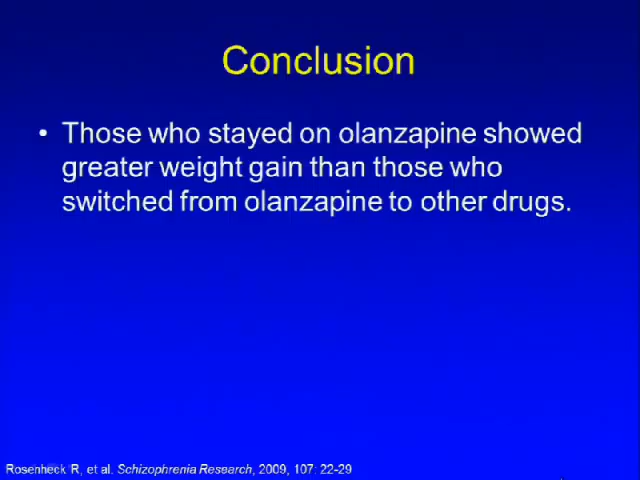 Conclusion
• Those who stayed on olanzapine showed
greater weight gain than those who
switched from olanzapine to other drugs.
Rosenheck R, et al. Schizophrenia Research, 2009, 107: 22-29